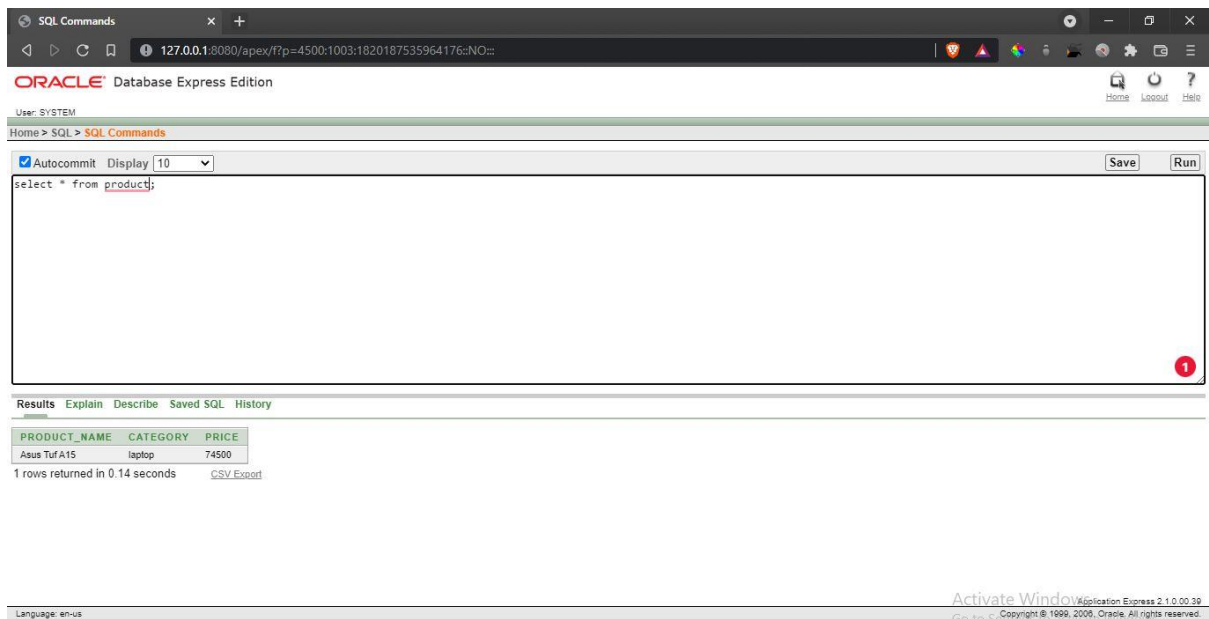 SQL Commands
127.0.0.1:8080/apex/f?p=4500:1003:1820187535964176::NO:::
ORACLE Database Express Edition
Home Logout Help
User: SYSTEM
Home > SQL > SQL Commands
Autocommit Display 10 Save Run
select * from product;
1
Results Explain Describe Saved SQL History
PRODUCT_NAME CATEGORY PRICE
Asus Tuf A15 laptop 74500
1 rows returned in 0.14 seconds CSV Export
Activate Windows
Application Express 2.1.0.00.39
Language: en-us
Go to
Copyright © 1999, 2006, Oracle. All rights reserved.